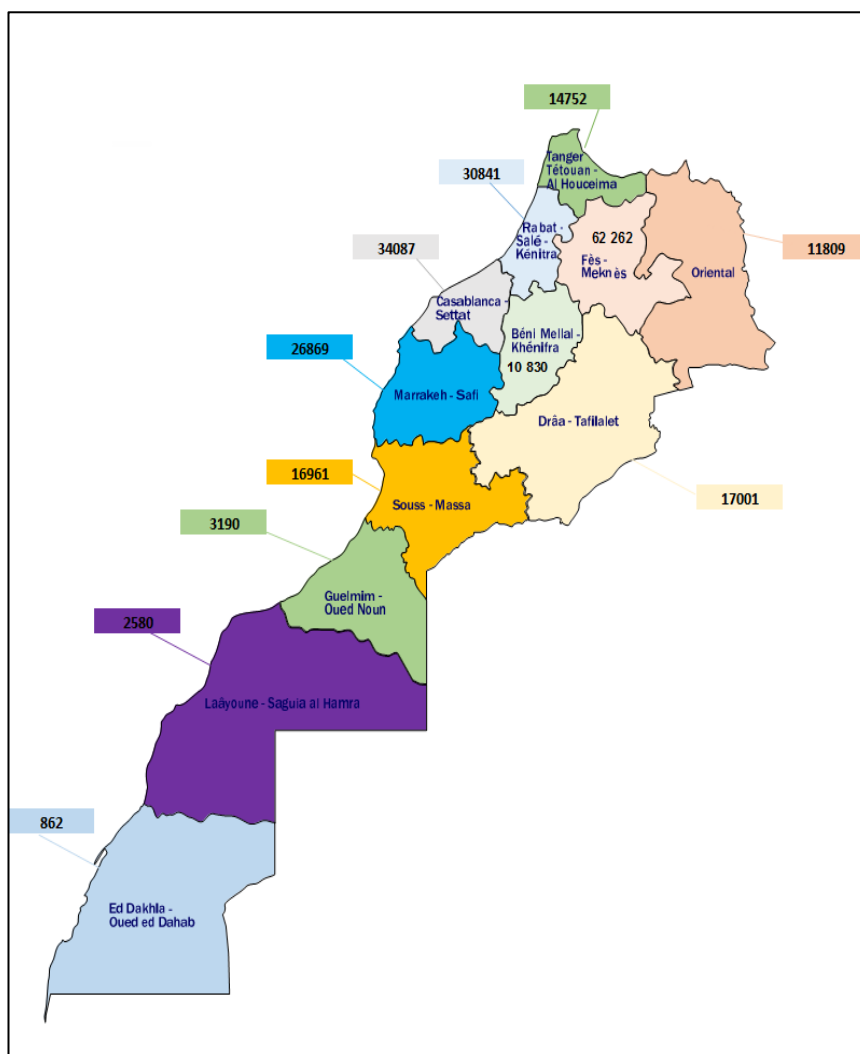 14752
Tanger
Tétouan -
Al Houceima
30841
Rabat -
Salé -
Kénitra
62 262
Fès -
Meknès
34087
11809
Oriental
Casablanca -
Settat
Béni Mellal -
Khénifra
10 830
26869
Marrakeh - Safi
Drâa - Tafilalet
16961
17001
Souss - Massa
3190
Guelmim -
Oued Noun
2580
Laâyoune - Saguia al Hamra
862
Ed Dakhla -
Oued ed Dahab